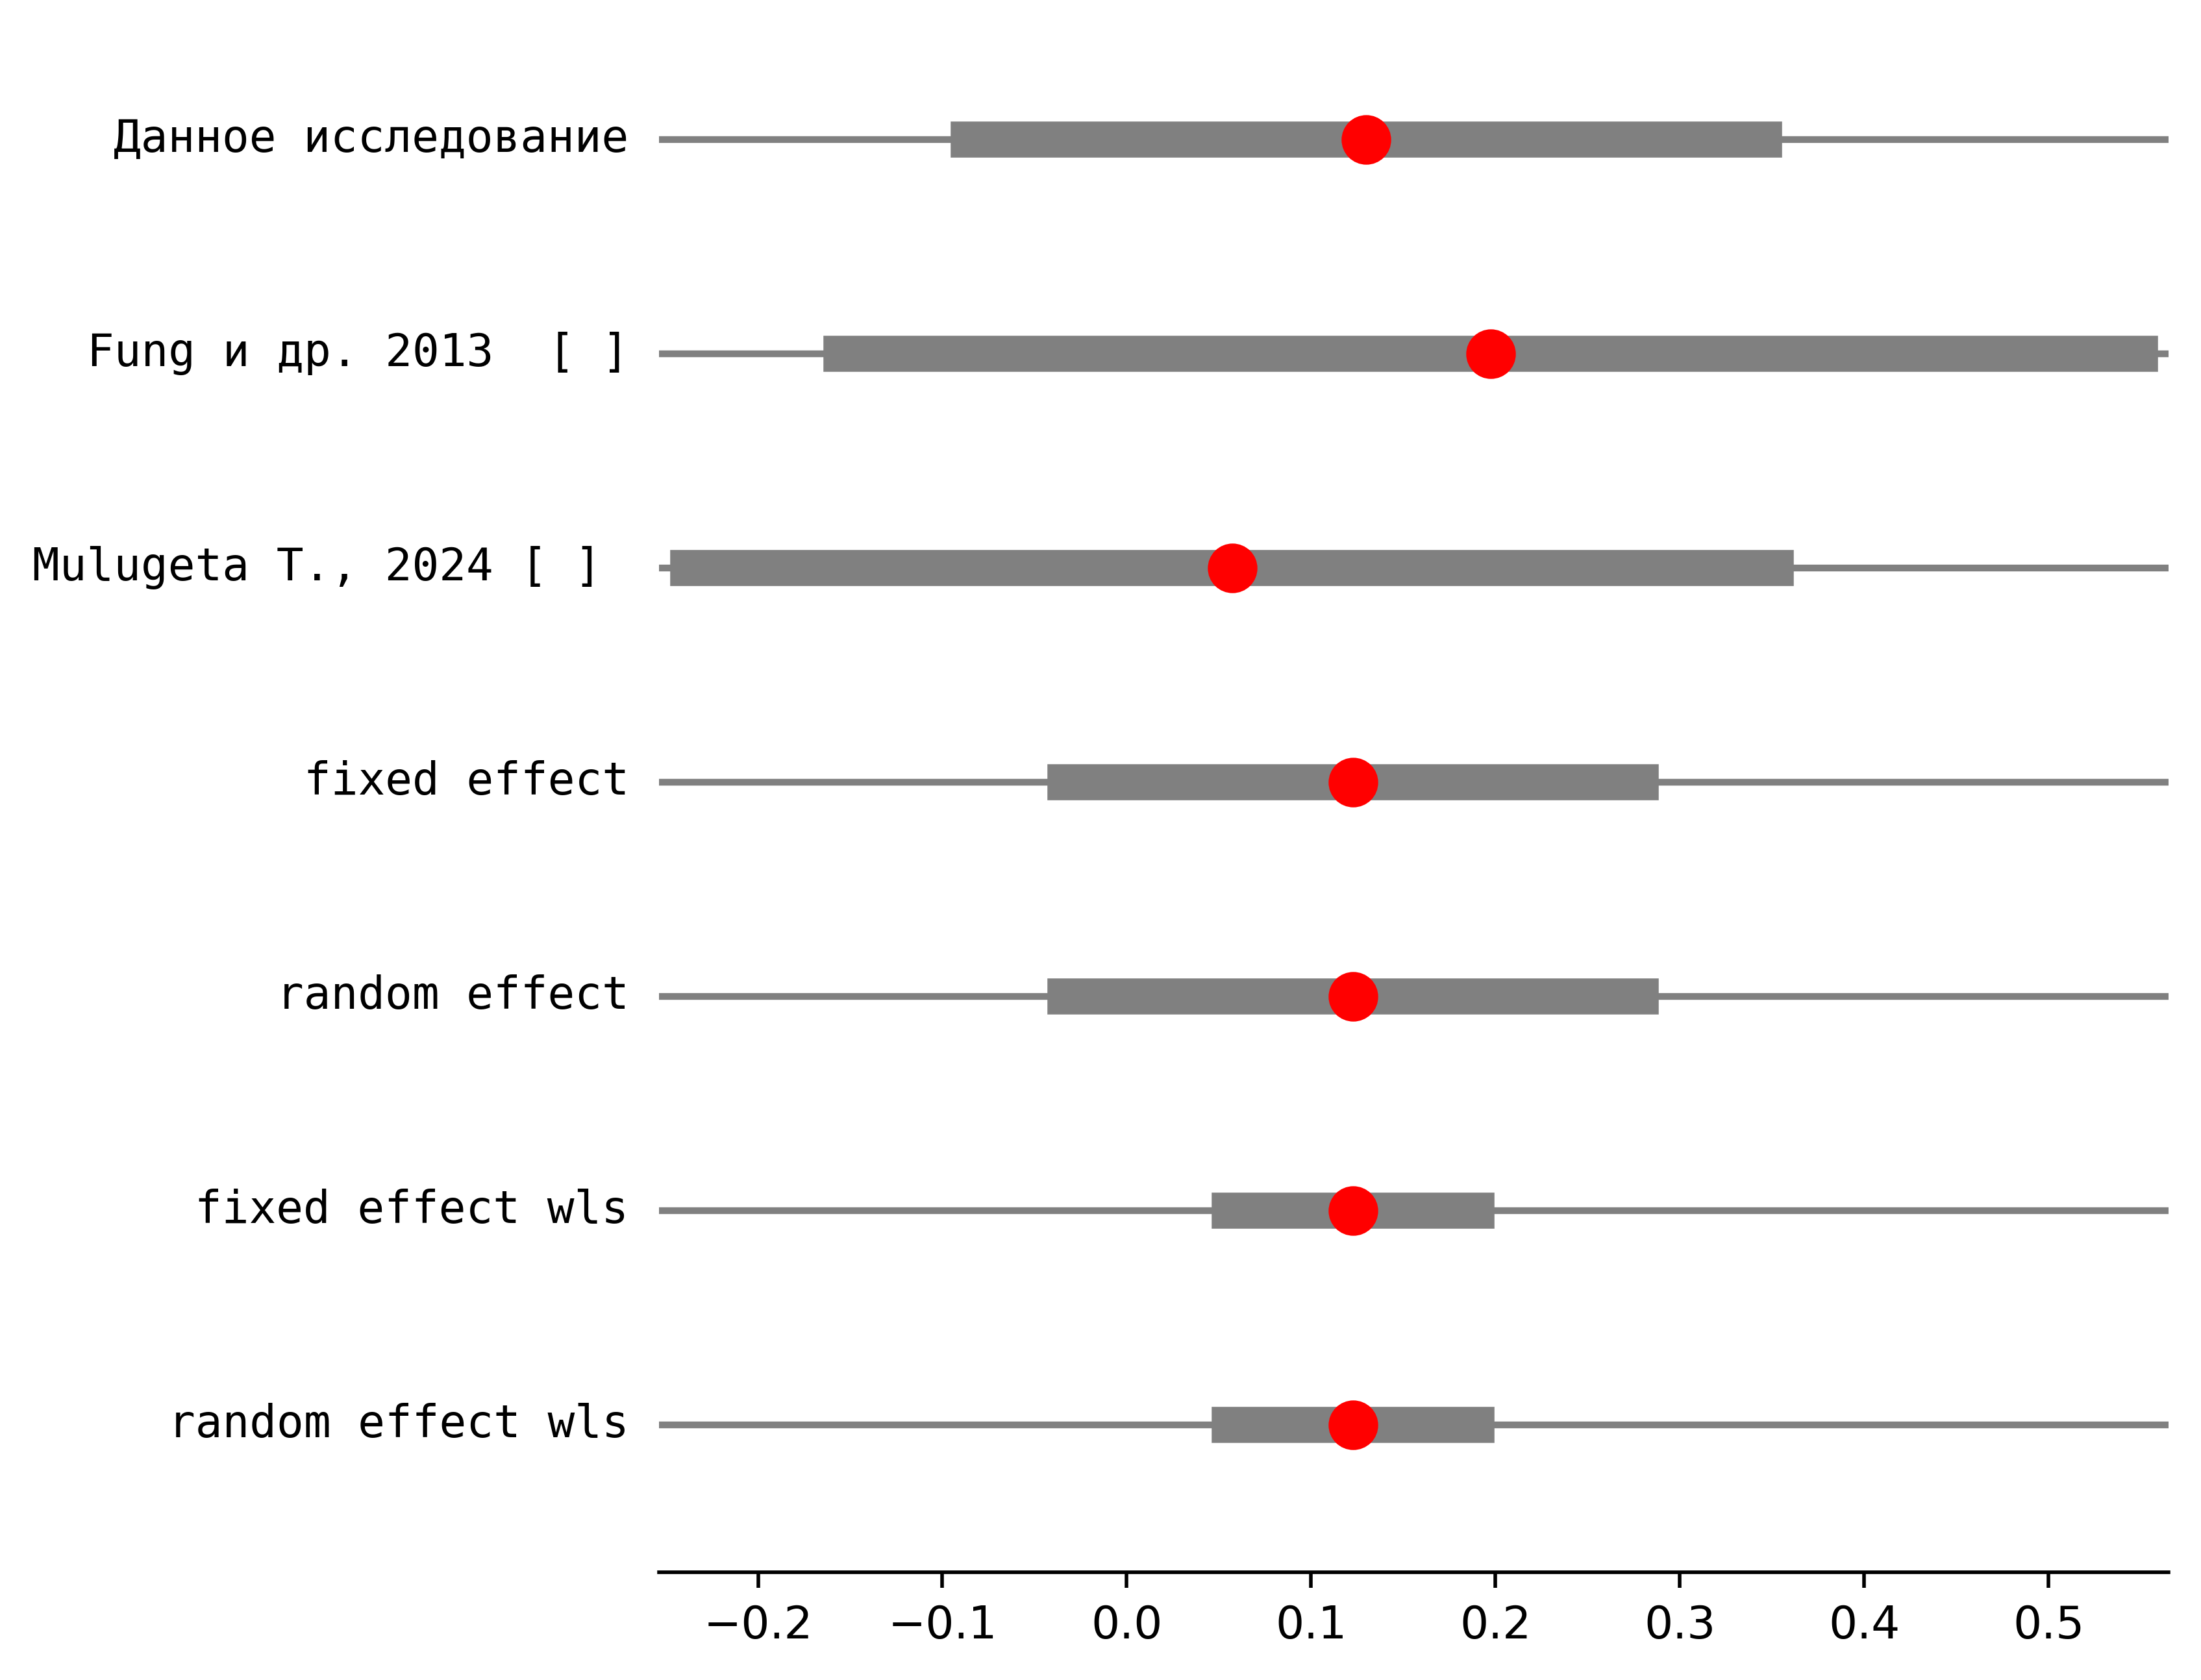 Данное исследование
Fung и др. 2013  [ ]
Mulugeta T., 2024 [ ]
fixed effect
random effect
fixed effect wls
random effect wls
−0.2 −0.1 0.0 0.1 0.2 0.3 0.4 0.5